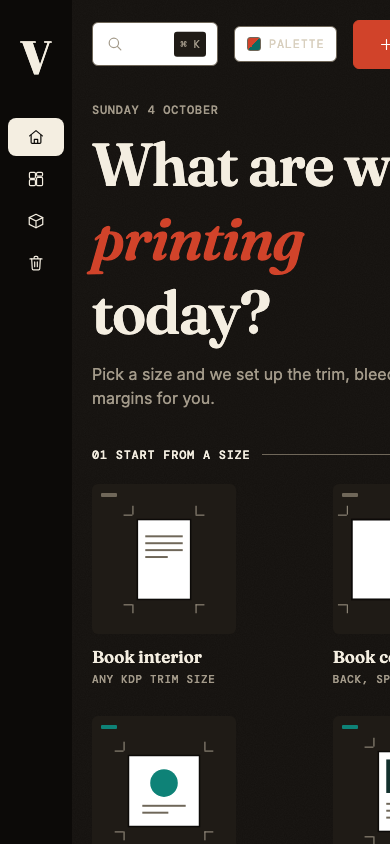 V
⌘ K
PALETTE
+
SUNDAY 4 OCTOBER
What are w
printing
today?
Pick a size and we set up the trim, blee
margins for you.
01 START FROM A SIZE
Book interior
Book c
ANY KDP TRIM SIZE
BACK, SP